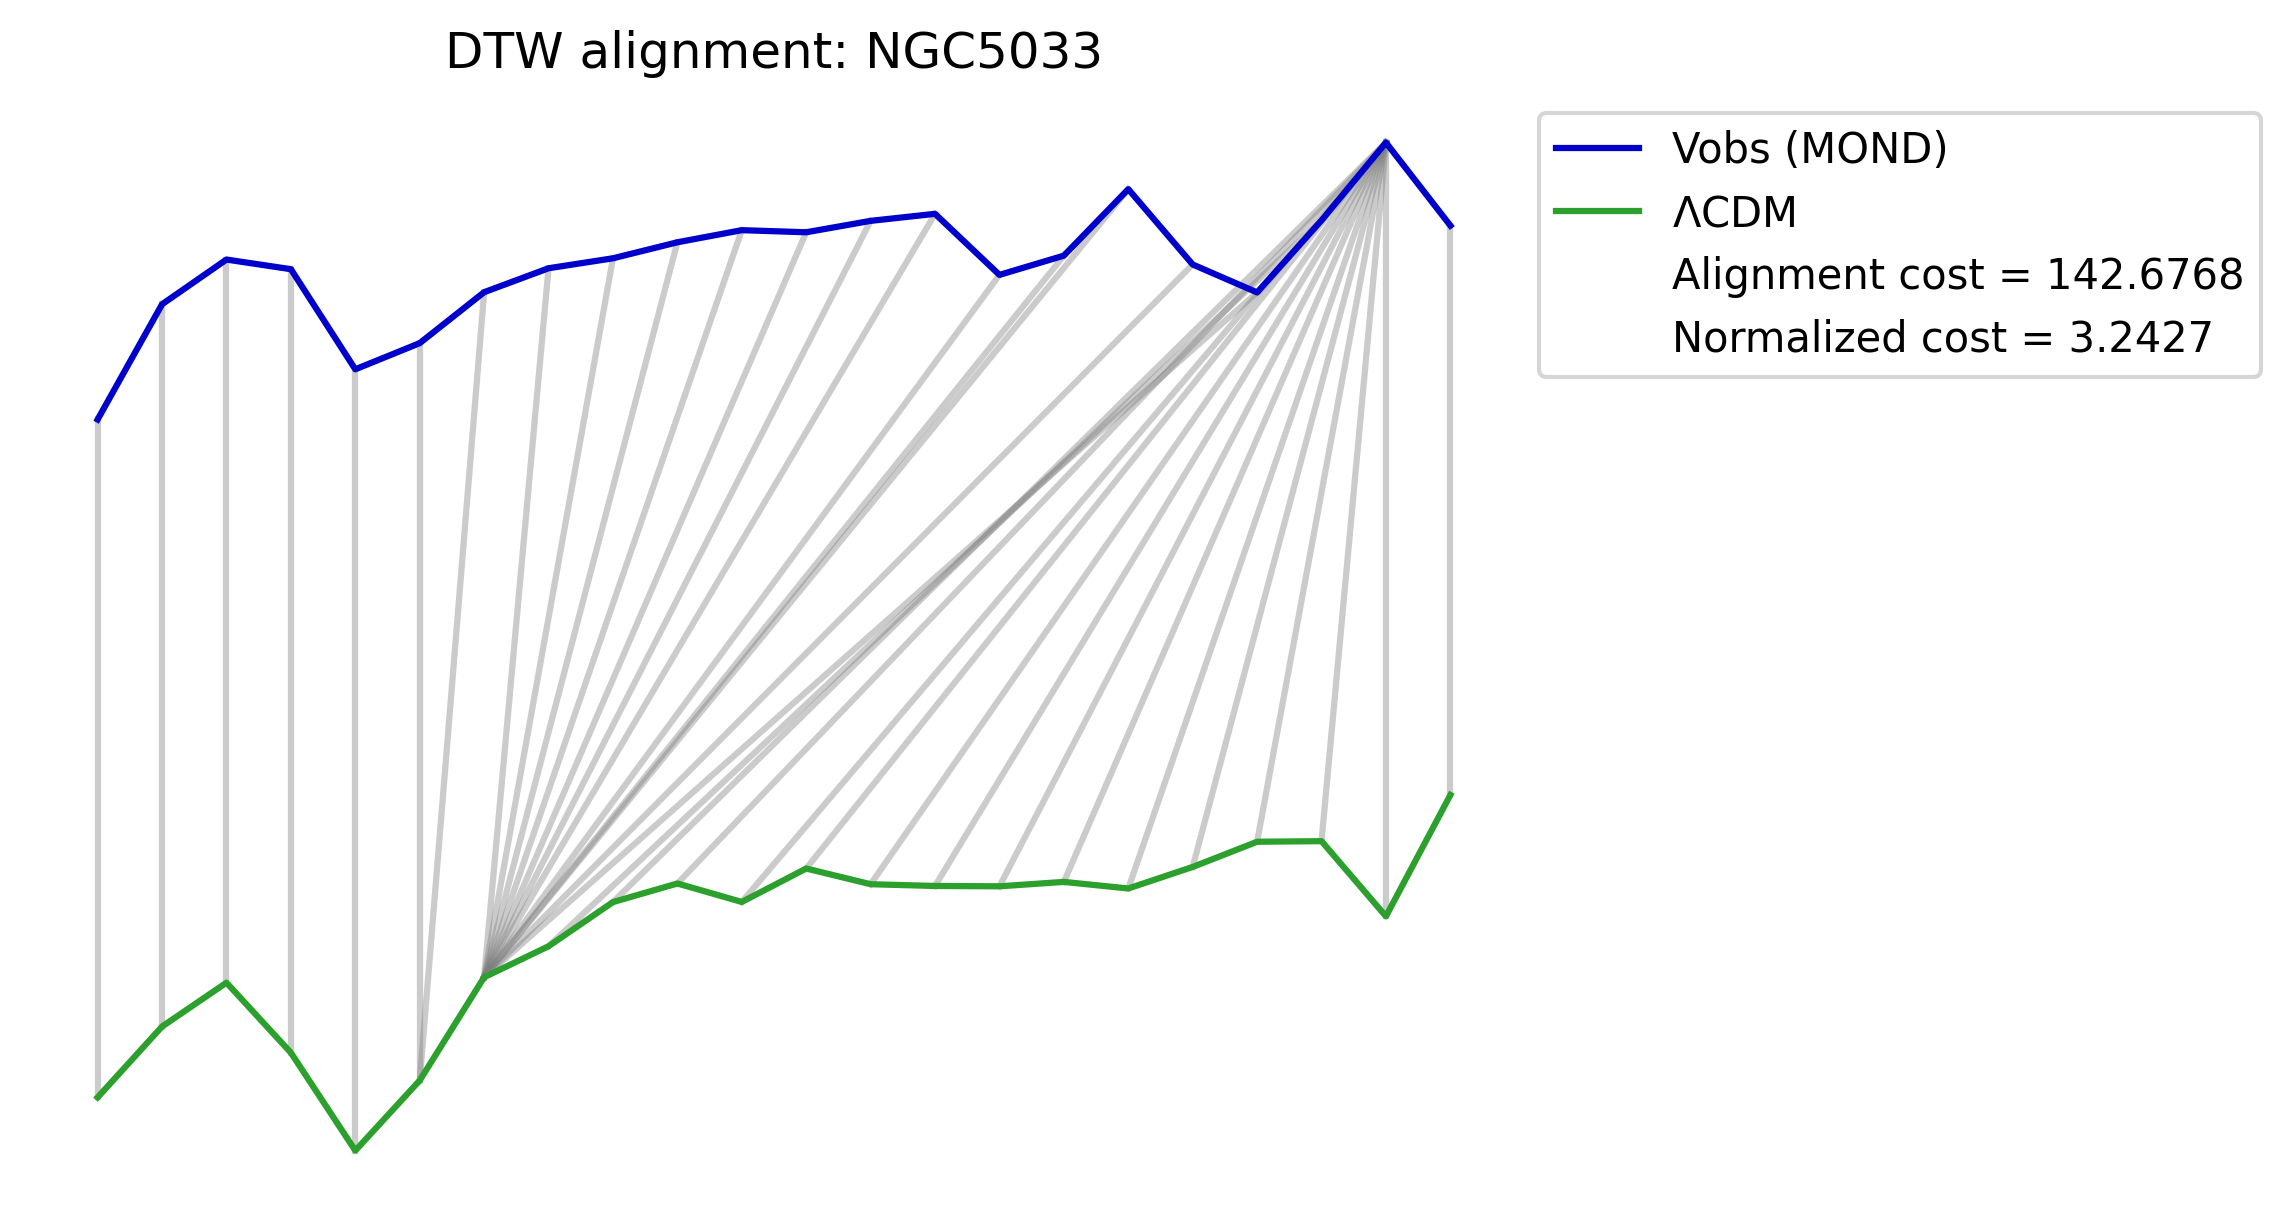 DTW alignment: NGC5033
Vobs (MOND)
ΛCDM
Alignment cost = 142.6768
Normalized cost = 3.2427